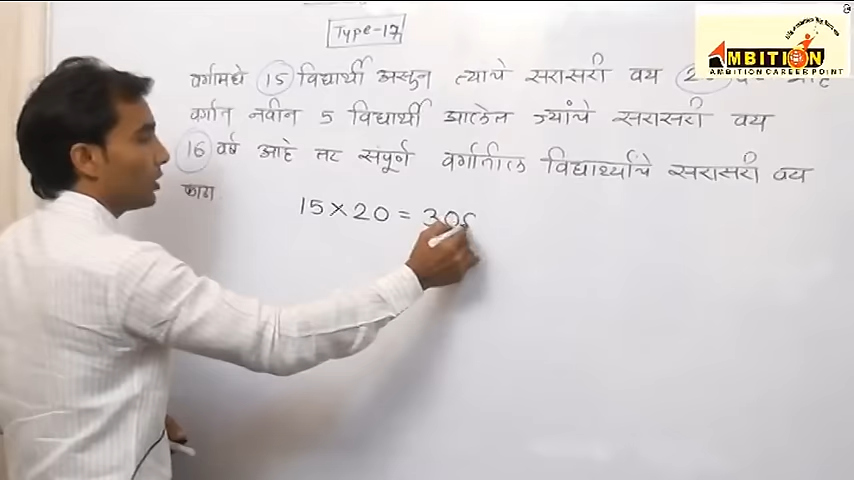 Type-17
वर्गामधे 15 विद्यार्थी असून त्यांचे सरासरी वय
वर्गात नवीन 5 विद्यार्थी आलेत ज्यांचे सरासरी वय
16 वर्ष आहे तर संपूर्ण वर्गातील विद्यार्थ्यांचे सरासरी वय
काय
15 × 20 = 300
AMBITION
AMBITION CAREER POINT